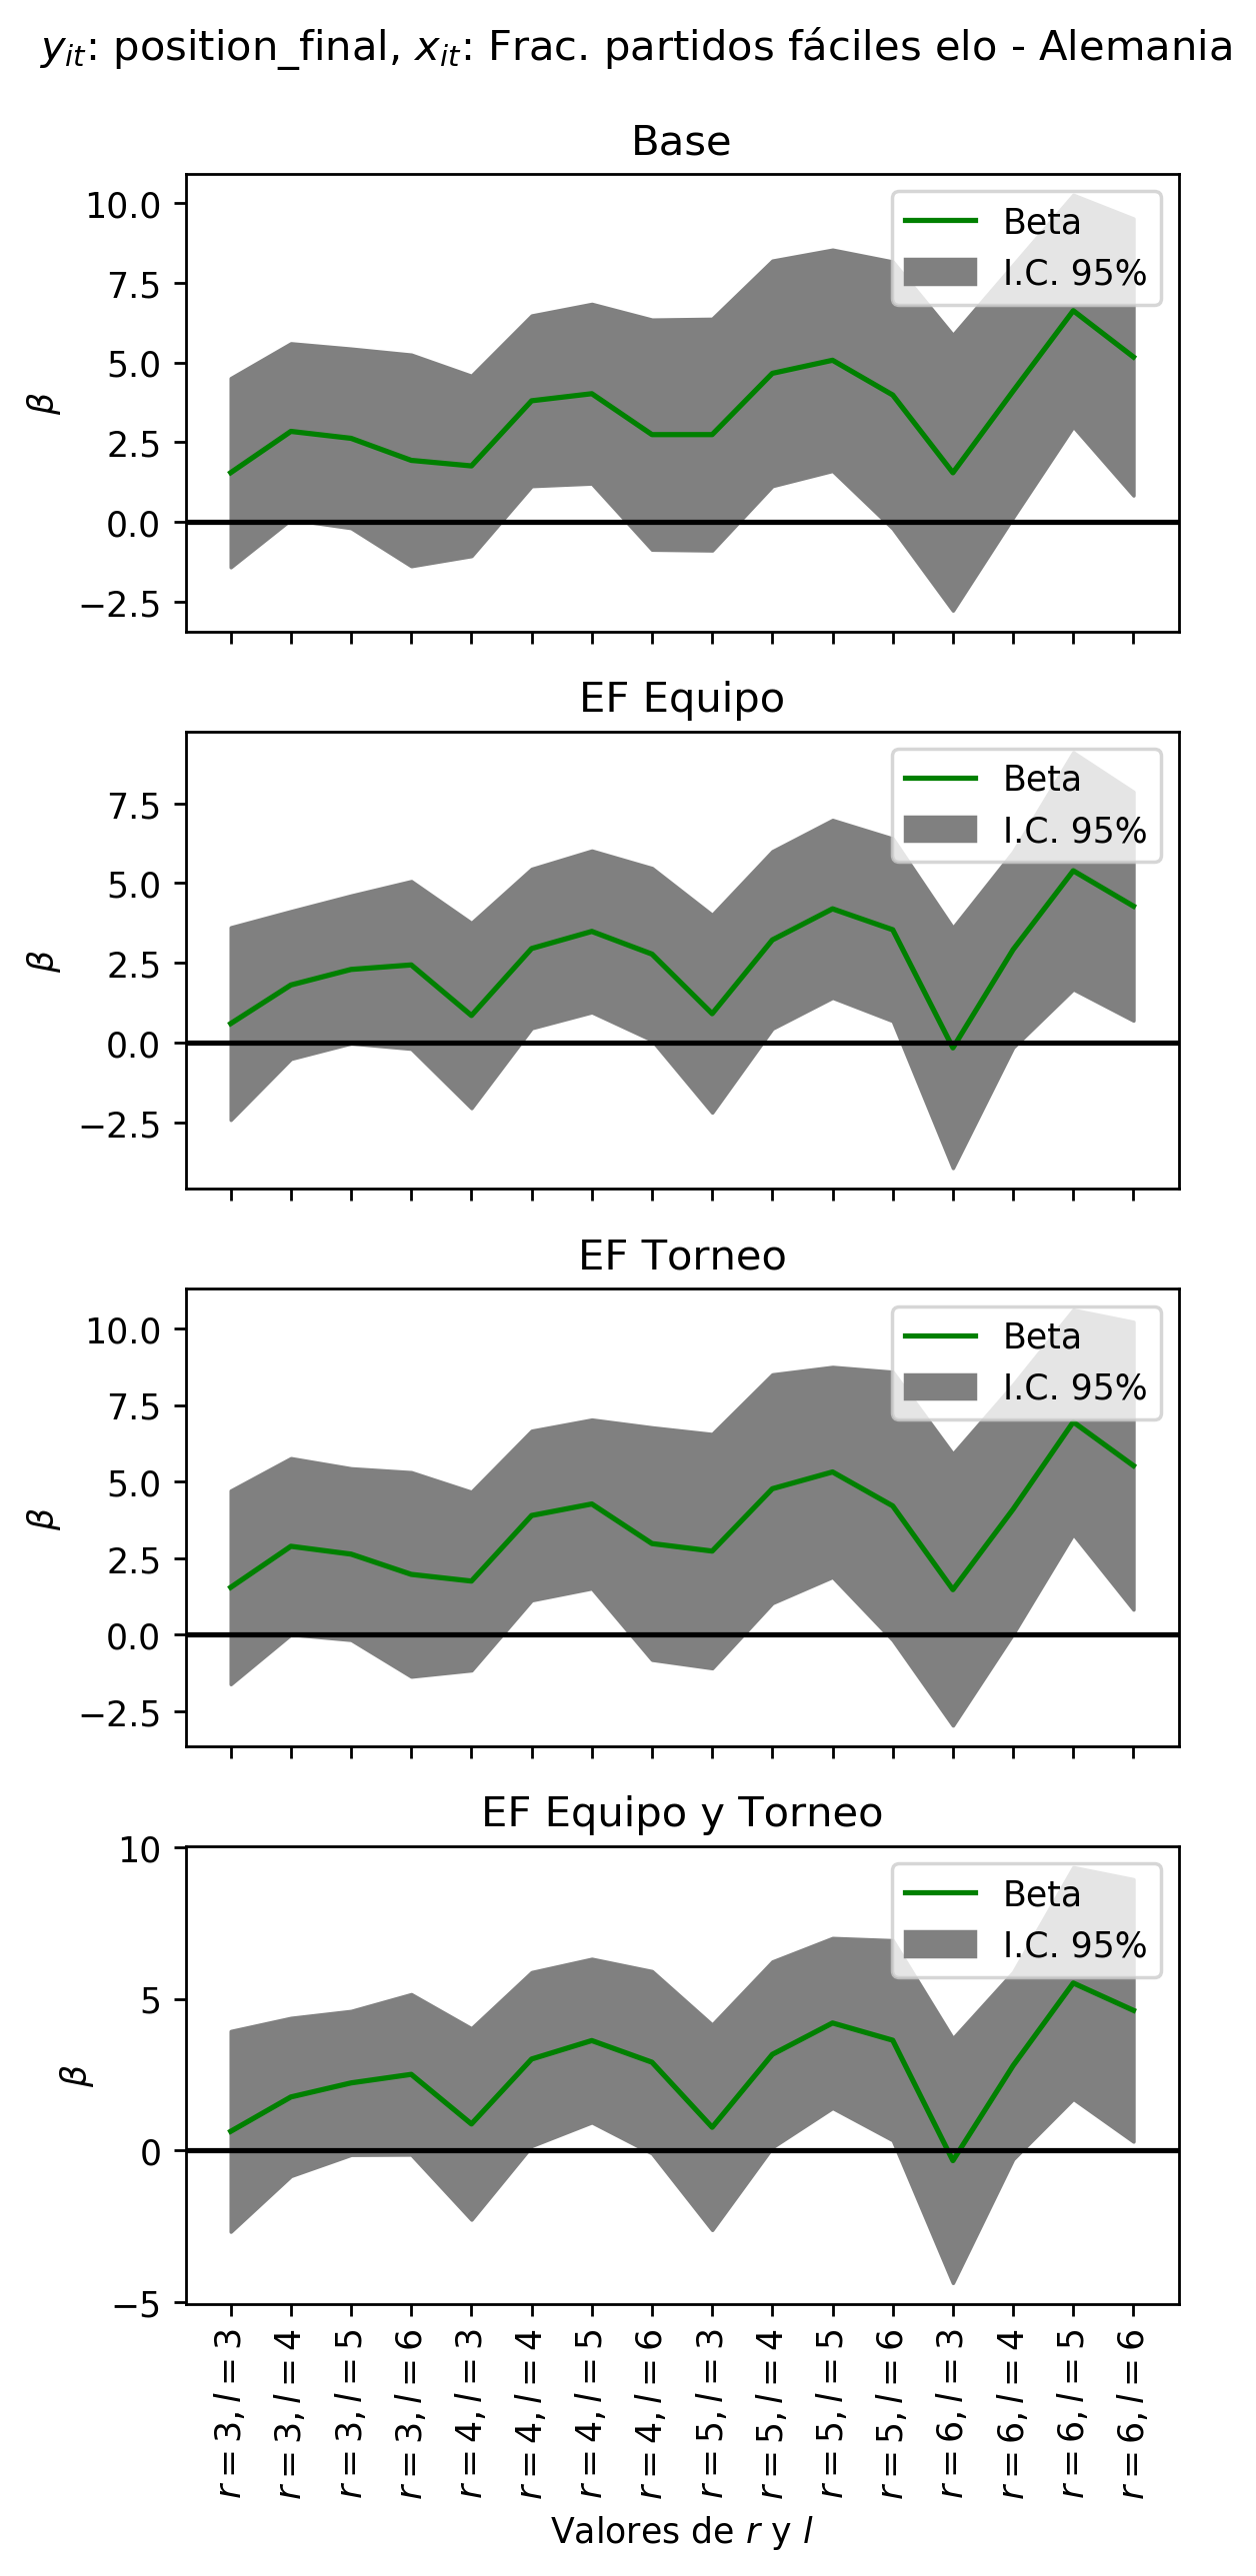 y_it: position_final, x_it: Frac. partidos fáciles elo - Alemania
Base
10.0
7.5
5.0
2.5
0.0
−2.5
β
Beta
I.C. 95%
EF Equipo
7.5
5.0
2.5
0.0
−2.5
β
Beta
I.C. 95%
EF Torneo
10.0
7.5
5.0
2.5
0.0
−2.5
β
Beta
I.C. 95%
EF Equipo y Torneo
10
5
0
−5
β
Beta
I.C. 95%
r = 3, l = 3
r = 3, l = 4
r = 3, l = 5
r = 3, l = 6
r = 4, l = 3
r = 4, l = 4
r = 4, l = 5
r = 4, l = 6
r = 5, l = 3
r = 5, l = 4
r = 5, l = 5
r = 5, l = 6
r = 6, l = 3
r = 6, l = 4
r = 6, l = 5
r = 6, l = 6
Valores de r y l